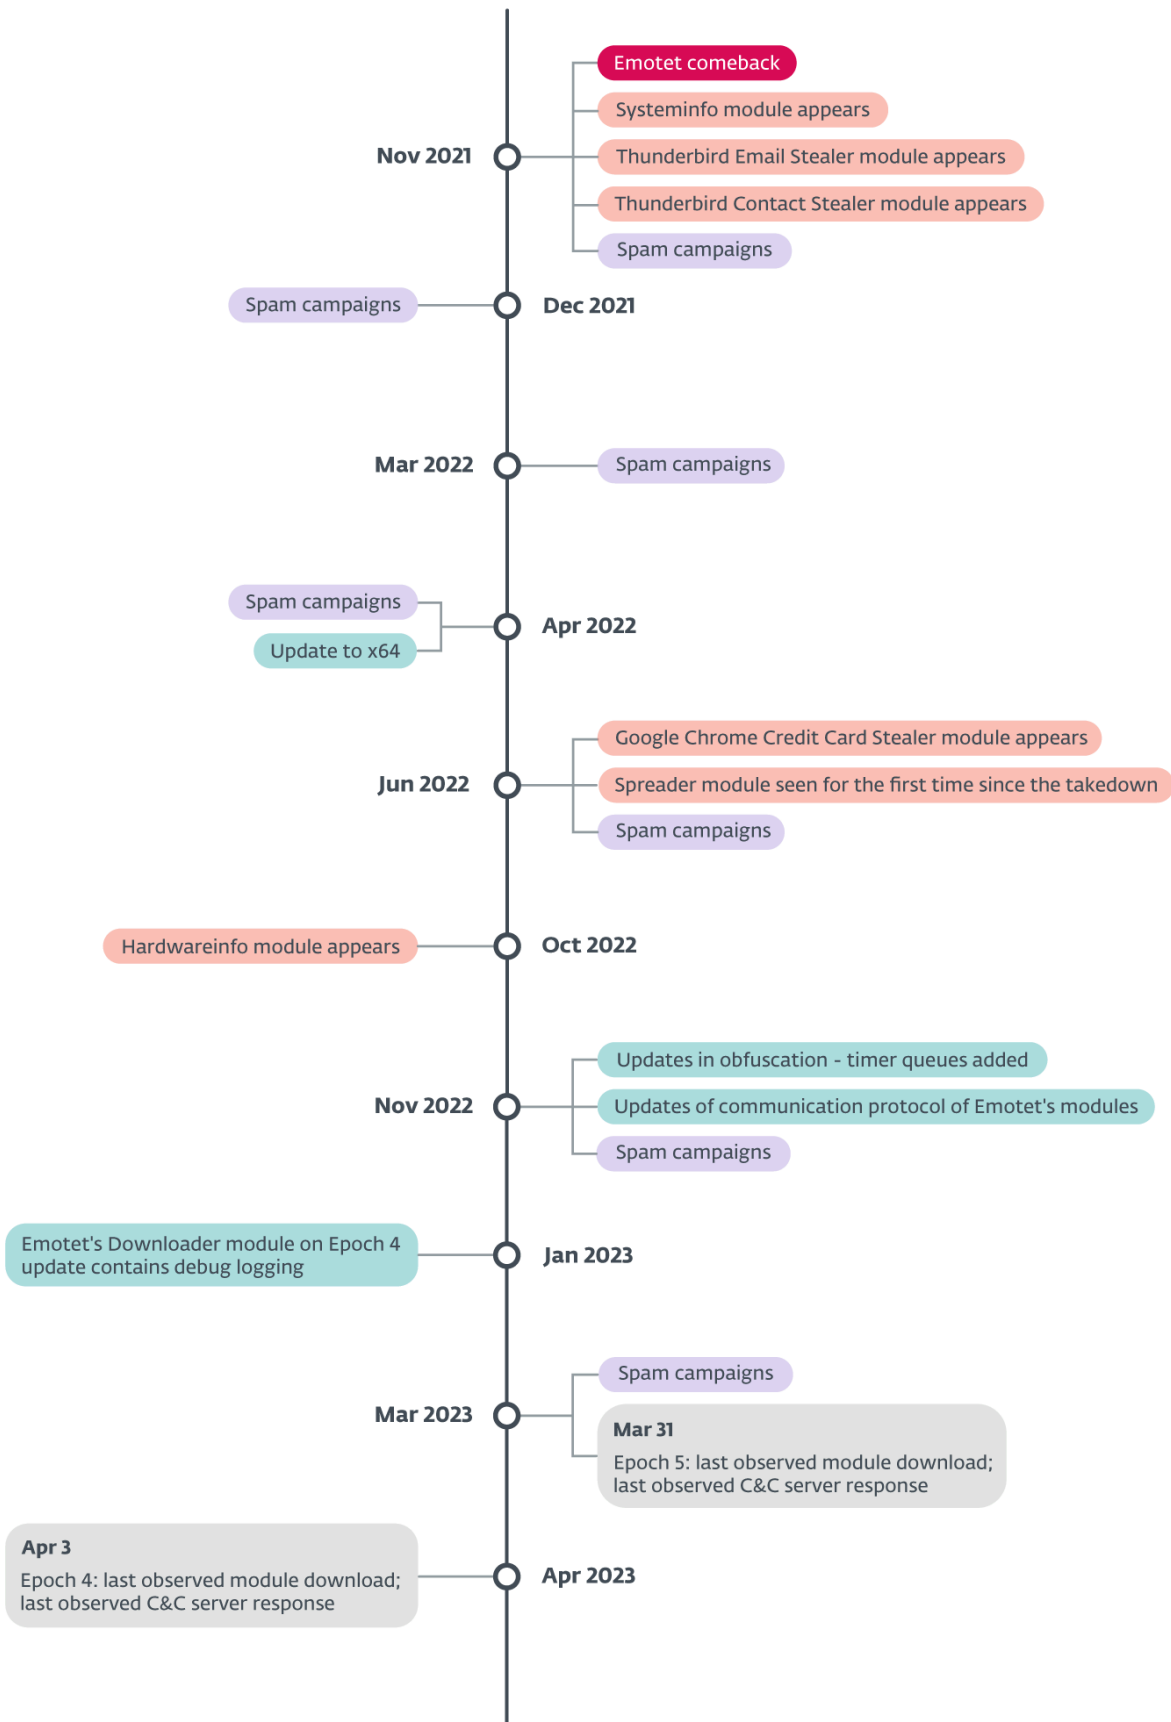 Emotet comeback
Systeminfo module appears
Nov 2021
Thunderbird Email Stealer module appears
Thunderbird Contact Stealer module appears
Spam campaigns
Spam campaigns
Dec 2021
Mar 2022
Spam campaigns
Spam campaigns
Apr 2022
Update to x64
Google Chrome Credit Card Stealer module appears
Jun 2022
Spreader module seen for the first time since the takedown
Spam campaigns
Hardwareinfo module appears
Oct 2022
Updates in obfuscation - timer queues added
Nov 2022
Updates of communication protocol of Emotet's modules
Spam campaigns
Emotet's Downloader module on Epoch 4
update contains debug logging
Jan 2023
Spam campaigns
Mar 2023
Mar 31
Epoch 5: last observed module download;
last observed C&C server response
Apr 3
Epoch 4: last observed module download;
last observed C&C server response
Apr 2023